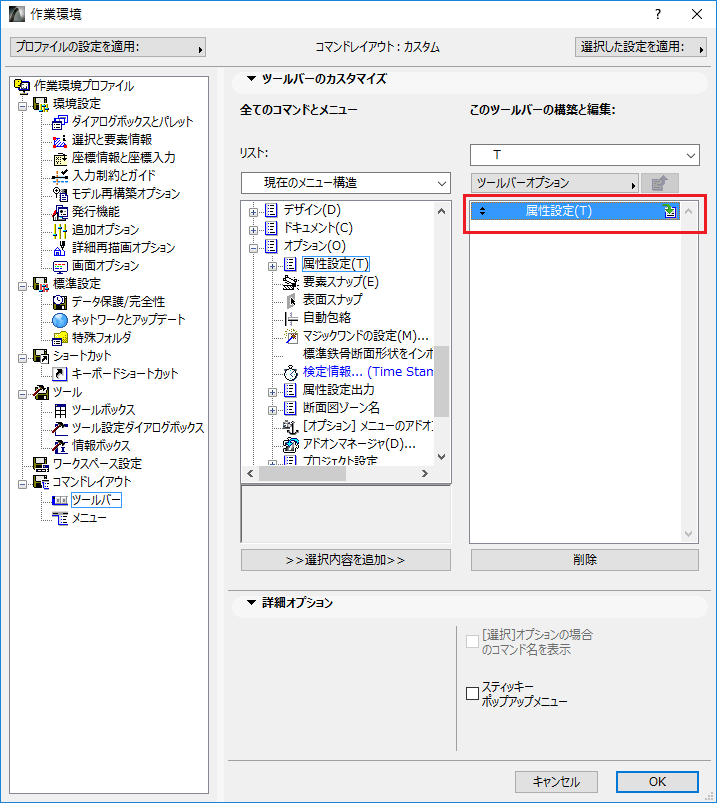 作業環境
?
プロファイルの設定を適用:
コマンドレイアウト : カスタム
選択した設定を適用:
作業環境プロファイル
環境設定
ダイアログボックスとパレット
選択と要素情報
座標情報と座標入力
入力制約とガイド
モデル再構築オプション
発行機能
追加オプション
詳細再描画オプション
画面オプション
標準設定
データ保護/完全性
ネットワークとアップデート
特殊フォルダ
ショートカット
キーボードショートカット
ツール
ツールボックス
ツール設定ダイアログボックス
情報ボックス
ワークスペース設定
コマンドレイアウト
ツールバー
メニュー
ツールバーのカスタマイズ
全てのコマンドとメニュー
リスト:
現在のメニュー構造
デザイン(D)
ドキュメント(C)
オプション(O)
属性設定(T)
要素スナップ(E)
表面スナップ
自動包絡
マジックワンドの設定(M)...
標準鉄骨断面形状をインポ
検定情報... (Time Stam
属性設定出力
断面図ゾーン名
[オプション] メニューのアドオ
アドオンマネージャ(D)...
プロジェクト設定
>>選択内容を追加>>
このツールバーの構築と編集:
T
ツールバーオプション
属性設定(T)
削除
詳細オプション
[選択]オプションの場合
のコマンド名を表示
スティッキー
ポップアップメニュー
キャンセル
OK